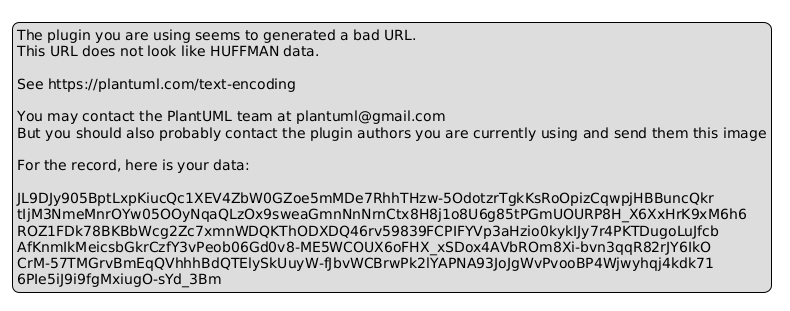 The plugin you are using seems to generated a bad URL.
This URL does not look like HUFFMAN data.
See https://plantuml.com/text-encoding
You may contact the PlantUML team at plantuml@gmail.com
But you should also probably contact the plugin authors you are currently using and send them this image
For the record, here is your data:
JL9DJy905BptLxpKiucQc1XEV4ZbW0GZoe5mMDe7RhhTHzw-5OdotzrTgkKsRoOpizCqwpjHBBuncQkr
tIjM3NmeMnrOYw05OOyNqaQLzOx9sweaGmnNnNrnCtx8H8j1o8U6g85tPGmUOURP8H_X6XxHrK9xM6h6
ROZ1FDk78BKBbWcg2Zc7xmnWDQKThODXDQ46rv59839FCPIFYVp3aHzio0kykIJy7r4PKTDugoLuJfcb
AfKnmIkMeicsbGkrCzfY3vPeob06Gd0v8-ME5WCOUX6oFHX_xSDox4AVbROm8Xi-bvn3qqR82rJY6IkO
CrM-57TMGrvBmEqQVhhhBdQTElySkUuyW-fJbvWCBrwPk2lYAPNA93JoJgWvPvooBP4Wjwyhqj4kdk71
6PIe5iJ9i9fgMxiugO-sYd_3Bm